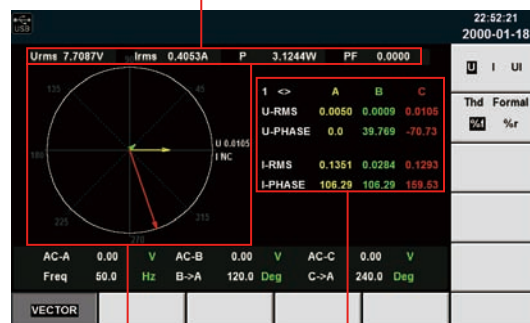 USB
22:52:21
2000-01-18
Urms 7.7087V Irms 0.4053A P 3.1244W PF 0.0000
U I UI
Thd Formal
%f %r
90
135 45
180
225 315
270
U 0.0105
I NC
1 <> A B C
U-RMS 0.0050 0.0009 0.0105
U-PHASE 0.0 39.769 -70.73
I-RMS 0.1351 0.0284 0.1293
I-PHASE 106.29 106.29 159.53
AC-A 0.00 V AC-B 0.00 V AC-C 0.00 V
Freq 50.0 Hz B->A 120.0 Deg C->A 240.0 Deg
VECTOR